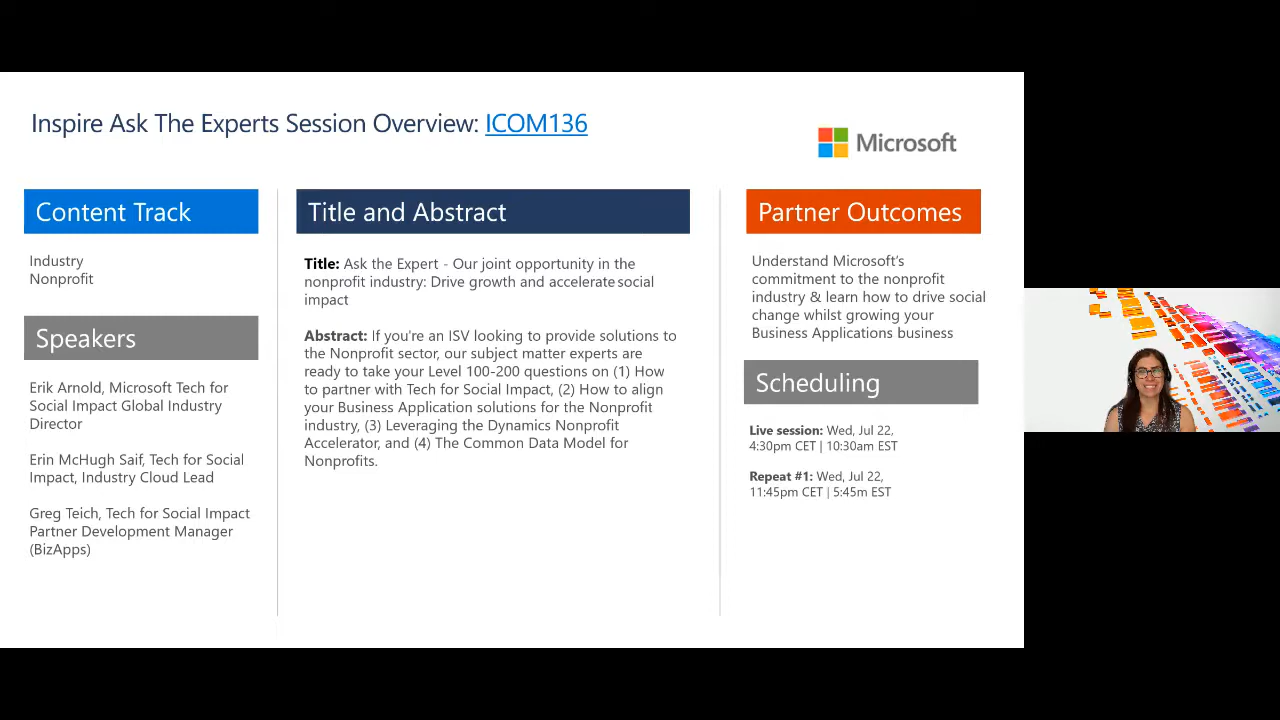 Inspire Ask The Experts Session Overview: ICOM136
Microsoft
Content Track
Industry
Nonprofit
Speakers
Erik Arnold, Microsoft Tech for
Social Impact Global Industry
Director
Erin McHugh Saif, Tech for Social
Impact, Industry Cloud Lead
Greg Teich, Tech for Social Impact
Partner Development Manager
(BizApps)
Title and Abstract
Title: Ask the Expert - Our joint opportunity in the
nonprofit industry: Drive growth and accelerate social
impact
Abstract: If you're an ISV looking to provide solutions to
the Nonprofit sector, our subject matter experts are
ready to take your Level 100-200 questions on (1) How
to partner with Tech for Social Impact, (2) How to align
your Business Application solutions for the Nonprofit
industry, (3) Leveraging the Dynamics Nonprofit
Accelerator, and (4) The Common Data Model for
Nonprofits.
Partner Outcomes
Understand Microsoft's
commitment to the nonprofit
industry & learn how to drive social
change whilst growing your
Business Applications business
Scheduling
Live session: Wed, Jul 22,
4:30pm CET | 10:30am EST
Repeat #1: Wed, Jul 22,
11:45pm CET | 5:45m EST